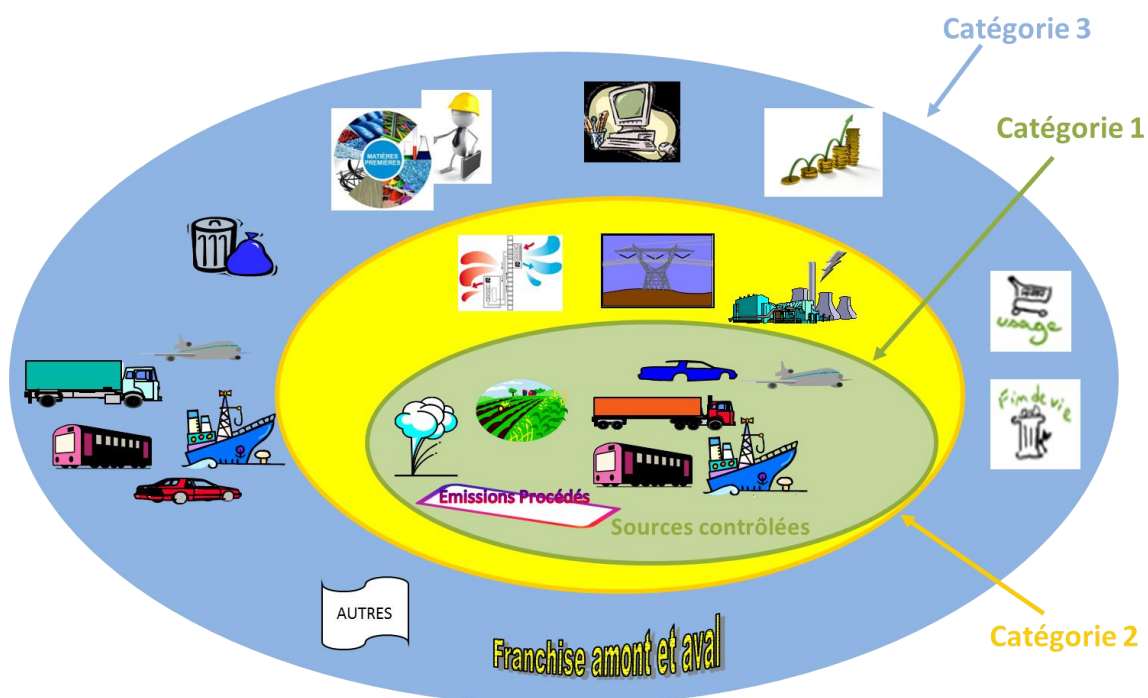 Catégorie 3
Catégorie 1
MATIÈRES
PREMIÈRES
usage
Fin de vie
Emissions Procédés
Sources contrôlées
AUTRES
Franchise amont et aval
Catégorie 2